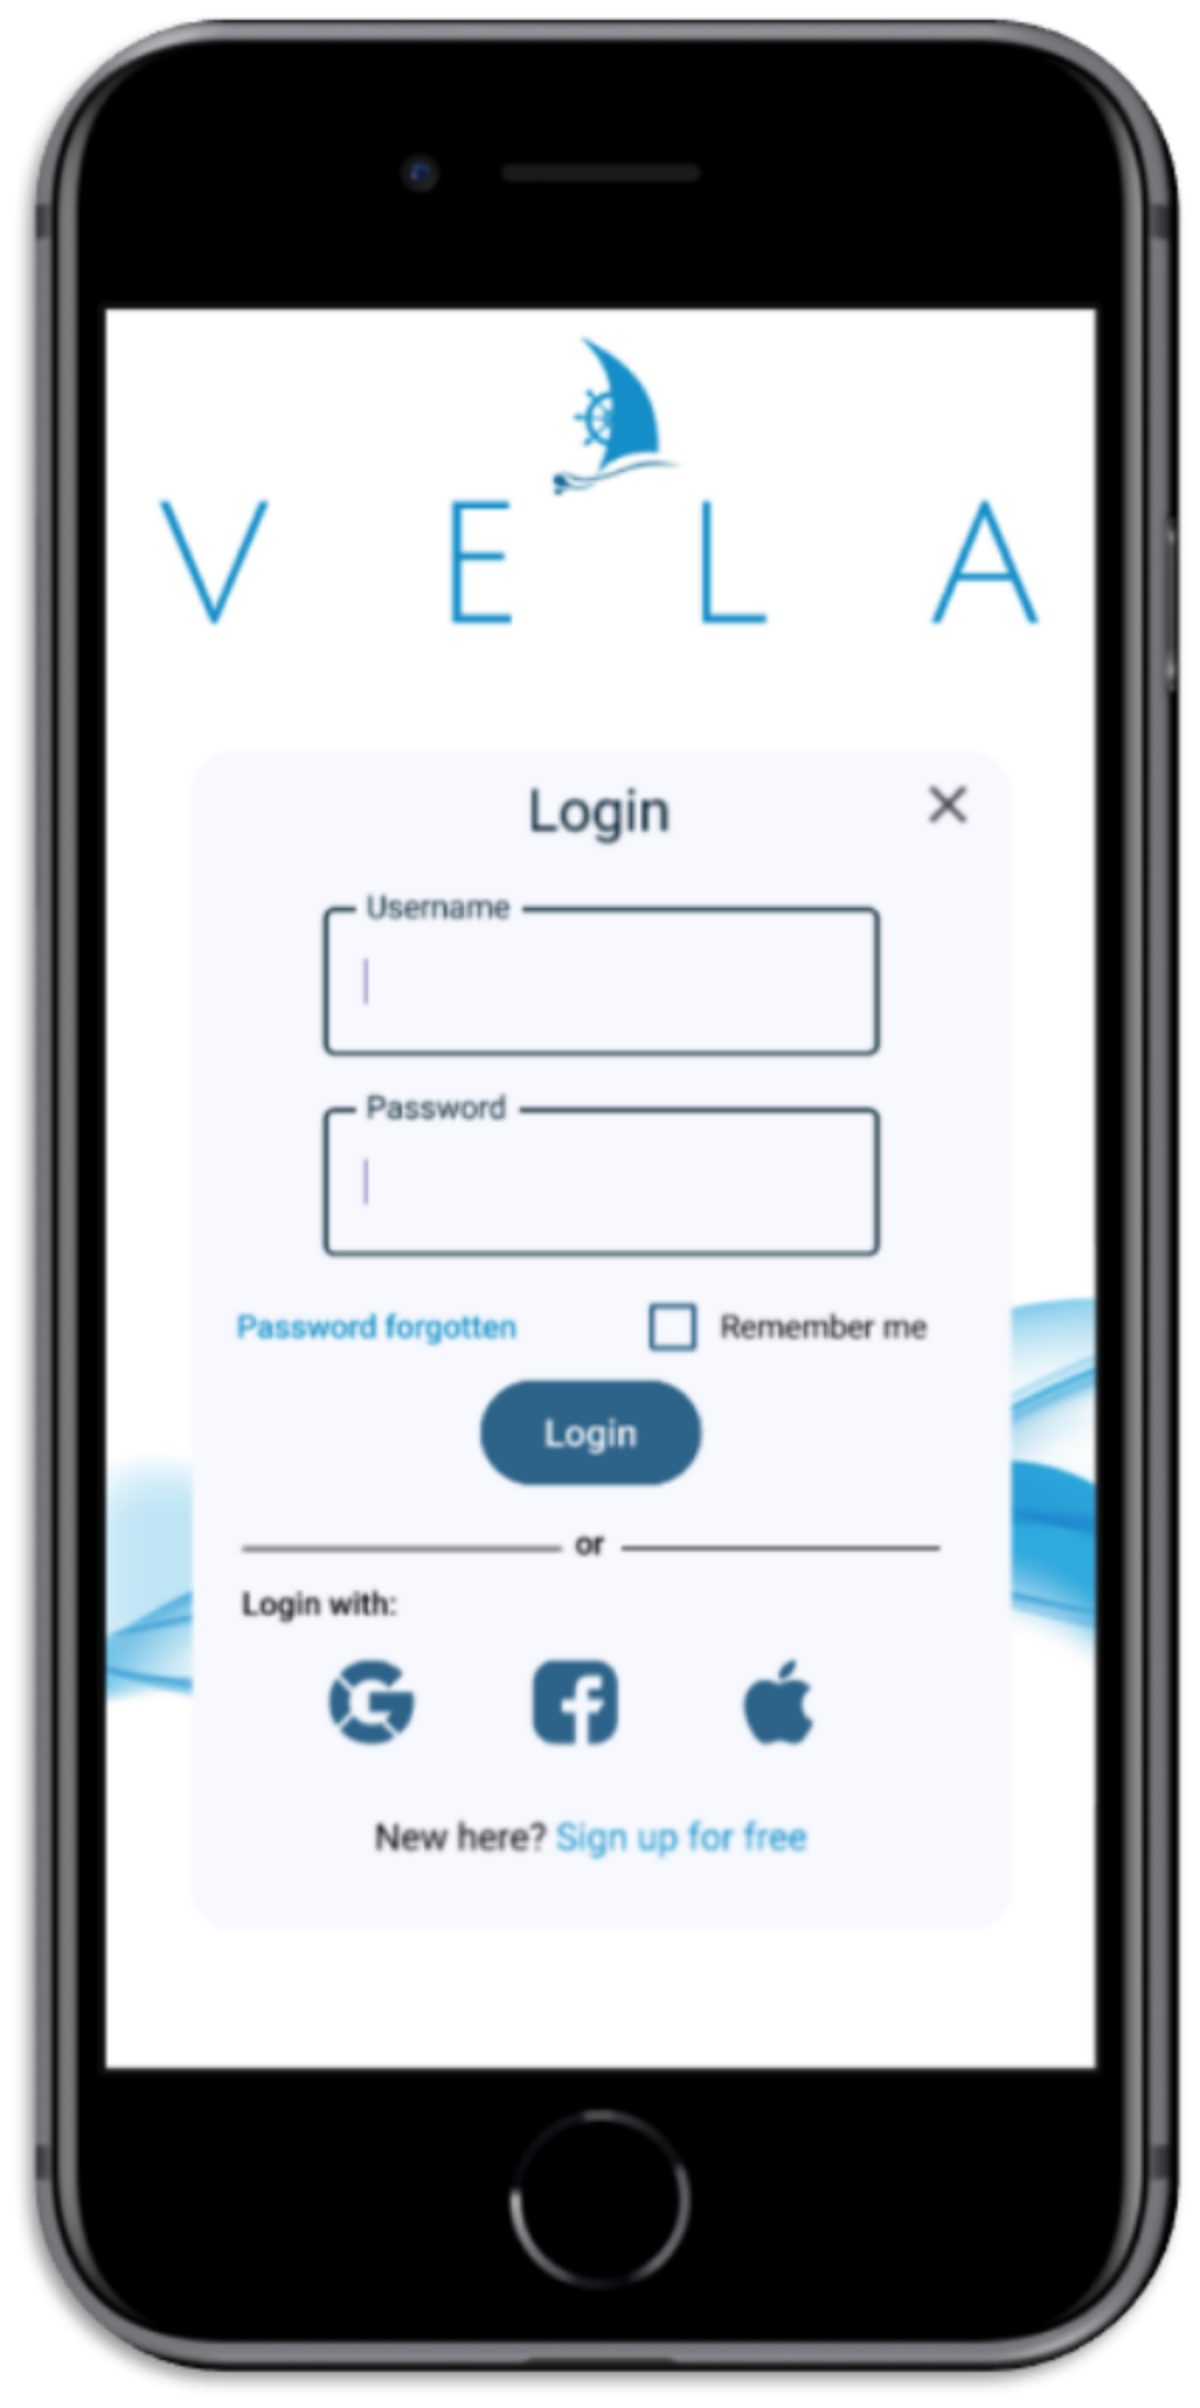 VELA
Login
Username
Password
Password forgotten
Remember me
Login
or
Login with:
New here? Sign up for free